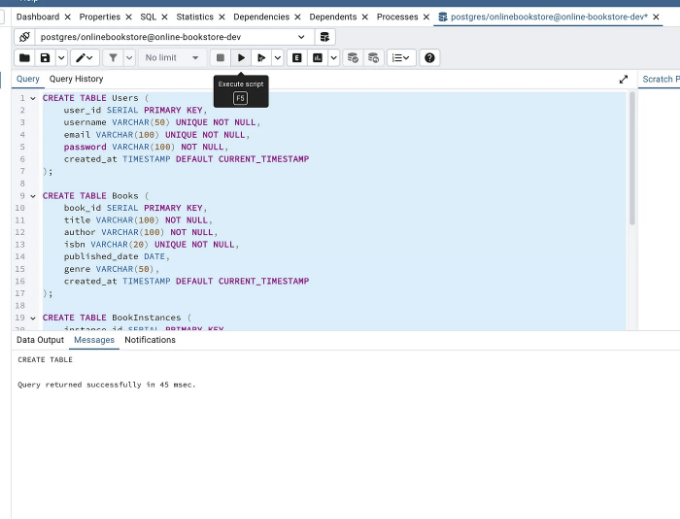 Dashboard X Properties X SQL X Statistics X Dependencies X Dependents X Processes X postgres/onlinebookstore@online-bookstore-dev* X
postgres/onlinebookstore@online-bookstore-dev
No limit
Query Query History Scratch P
Execute script
F5
1 CREATE TABLE Users (
2 user_id SERIAL PRIMARY KEY,
3 username VARCHAR(50) UNIQUE NOT NULL,
4 email VARCHAR(100) UNIQUE NOT NULL,
5 password VARCHAR(100) NOT NULL,
6 created_at TIMESTAMP DEFAULT CURRENT_TIMESTAMP
7 );
8
9 CREATE TABLE Books (
10 book_id SERIAL PRIMARY KEY,
11 title VARCHAR(100) NOT NULL,
12 author VARCHAR(100) NOT NULL,
13 isbn VARCHAR(20) UNIQUE NOT NULL,
14 published_date DATE,
15 genre VARCHAR(50),
16 created_at TIMESTAMP DEFAULT CURRENT_TIMESTAMP
17 );
18
19 CREATE TABLE BookInstances (
20 instance_id SERIAL PRIMARY KEY
Data Output Messages Notifications
CREATE TABLE
Query returned successfully in 45 msec.